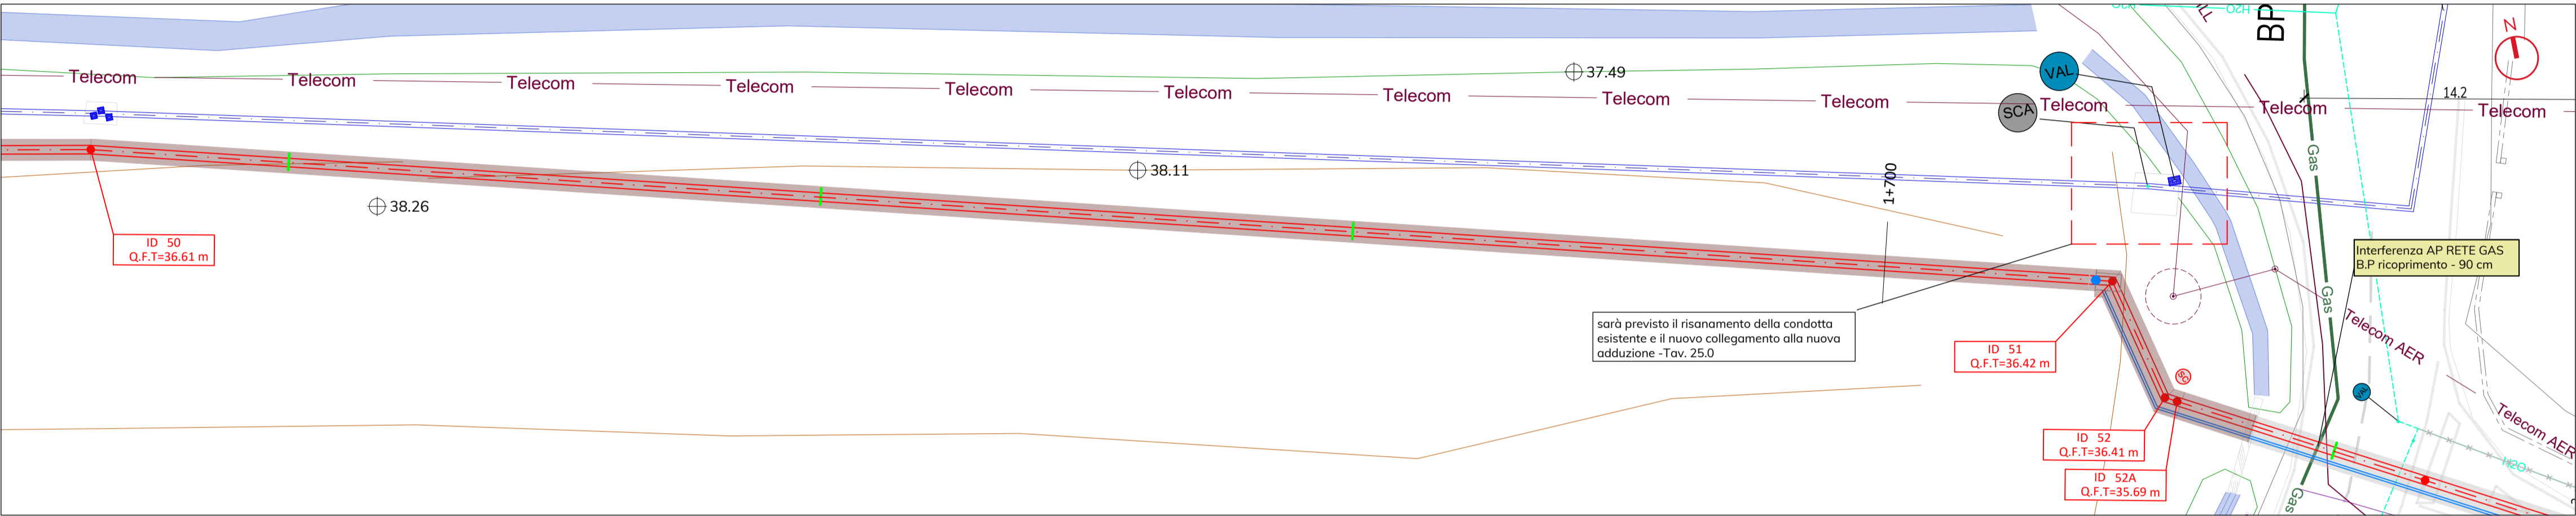 Telecom Telecom Telecom Telecom Telecom Telecom Telecom Telecom Telecom Telecom Telecom Telecom
H2O
BP
N
37.49
VAL
SCA
14.2
Gas
38.11
1+700
38.26
ID 50
Q.F.T=36.61 m
Interferenza AP RETE GAS
B.P ricoprimento - 90 cm
Gas
sarà previsto il risanamento della condotta
esistente e il nuovo collegamento alla nuova
adduzione -Tav. 25.0
Telecom AER
ID 51
Q.F.T=36.42 m
SC
VAL
Telecom AER
ID 52
Q.F.T=36.41 m
H2O
ID 52A
Q.F.T=35.69 m
Gas